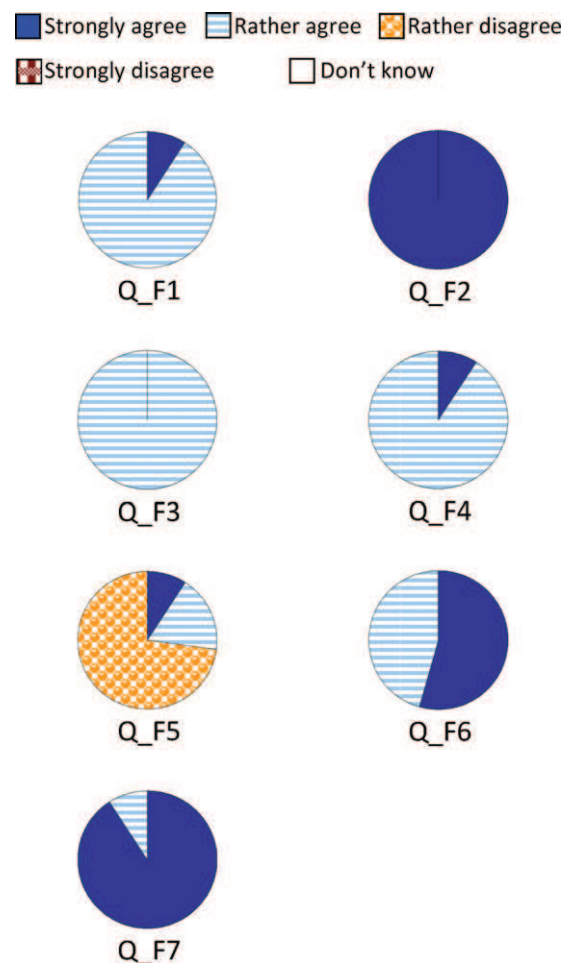 Strongly agree Rather agree Rather disagree
Strongly disagree Don't know
Q_F1 Q_F2
Q_F3 Q_F4
Q_F5 Q_F6
Q_F7